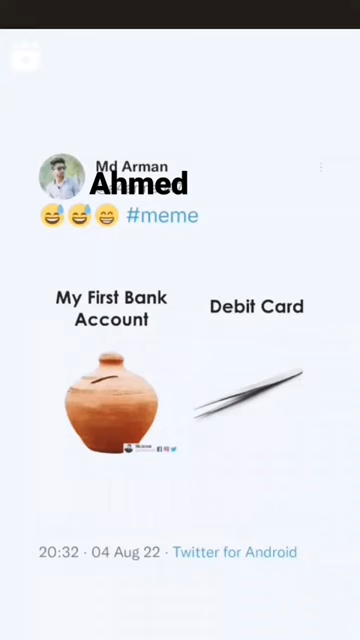 Md Arman
Ahmed
😅😅😁 #meme
My First Bank
Account
Debit Card
20:32 · 04 Aug 22 · Twitter for Android